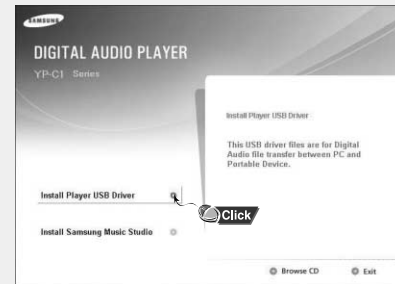 SAMSUNG
DIGITAL AUDIO PLAYER
YP-C1 Series
Install Player USB Driver
This USB driver files are for Digital
Audio file transfer between PC and
Portable Device.
Install Player USB Driver
Click
Install Samsung Music Studio
Browse CD
Exit